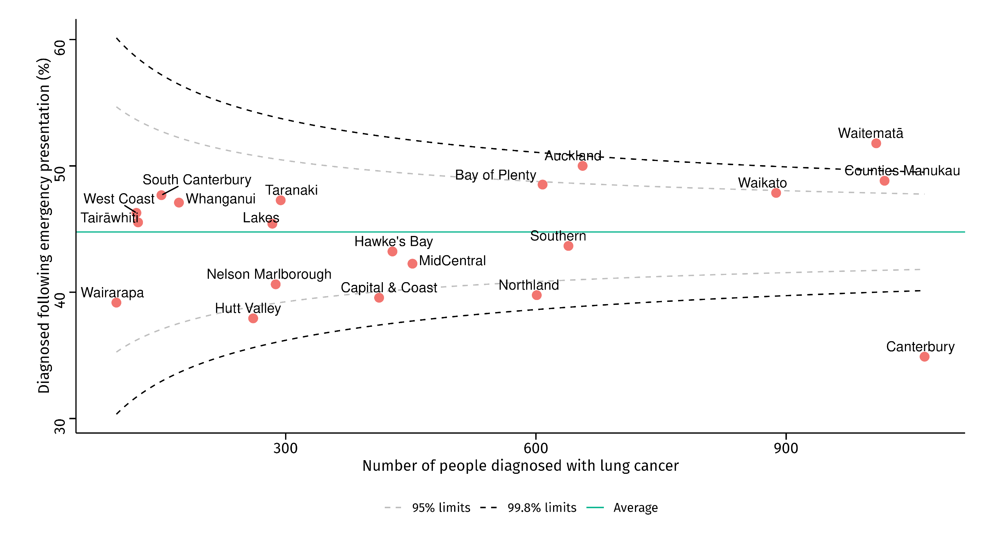 Diagnosed following emergency presentation (%)
60
50
40
30
Waitematā
Auckland
Counties Manukau
Bay of Plenty
South Canterbury
Waikato
Taranaki
West Coast
Whanganui
Tairāwhiti
Lakes
Southern
Hawke's Bay
MidCentral
Nelson Marlborough
Northland
Capital & Coast
Wairarapa
Hutt Valley
Canterbury
300
600
900
Number of people diagnosed with lung cancer
95% limits
99.8% limits
Average